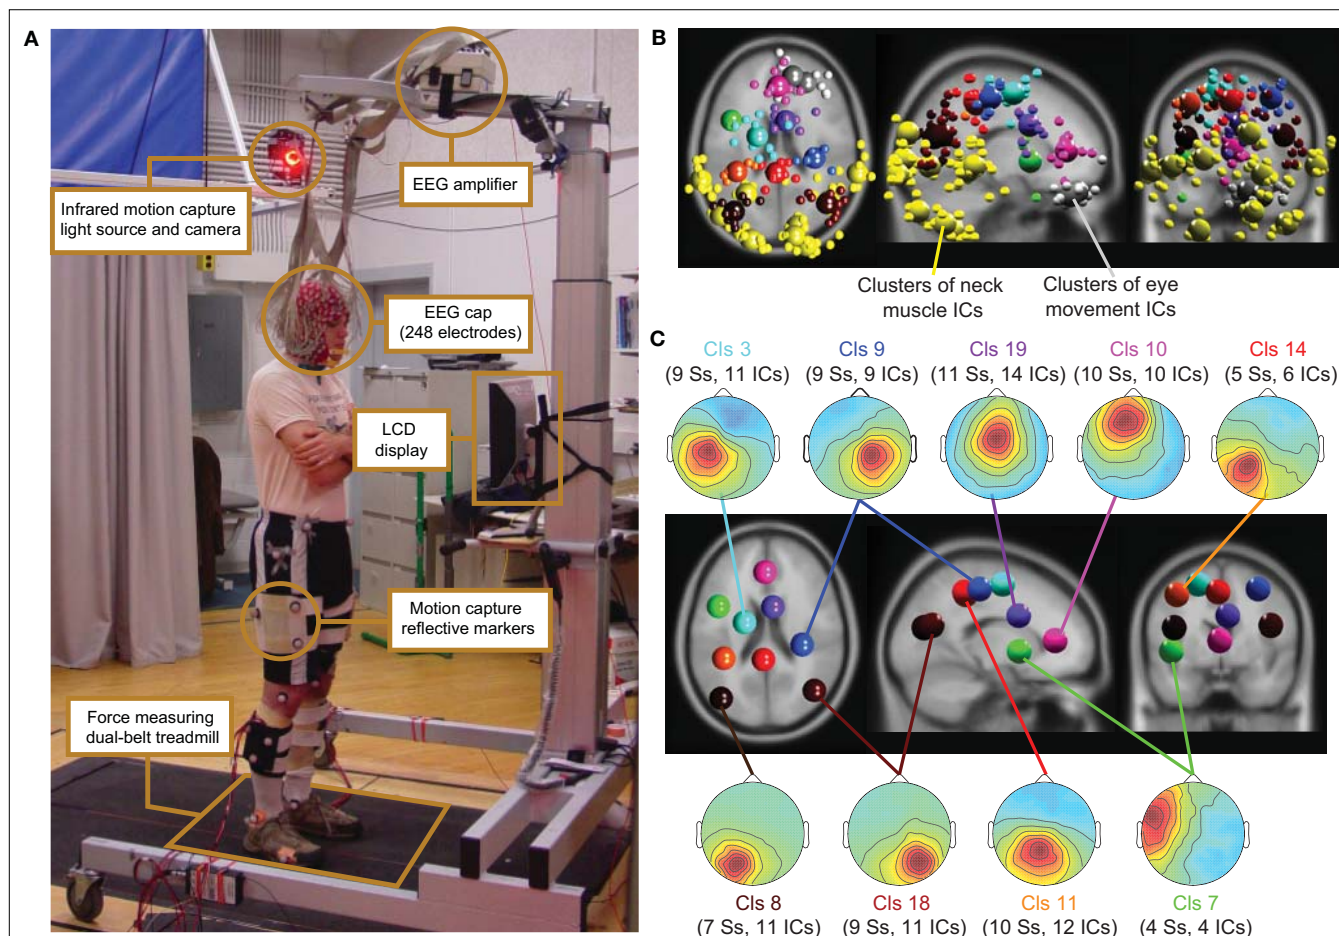 A
EEG amplifier
Infrared motion capture
light source and camera
EEG cap
(248 electrodes)
LCD
display
Motion capture
reflective markers
Force measuring
dual-belt treadmill
B
Clusters of neck
muscle ICs
Clusters of eye
movement ICs
C
Cls 3
(9 Ss, 11 ICs)
Cls 9
(9 Ss, 9 ICs)
Cls 19
(11 Ss, 14 ICs)
Cls 10
(10 Ss, 10 ICs)
Cls 14
(5 Ss, 6 ICs)
Cls 8
(7 Ss, 11 ICs)
Cls 18
(9 Ss, 11 ICs)
Cls 11
(10 Ss, 12 ICs)
Cls 7
(4 Ss, 4 ICs)